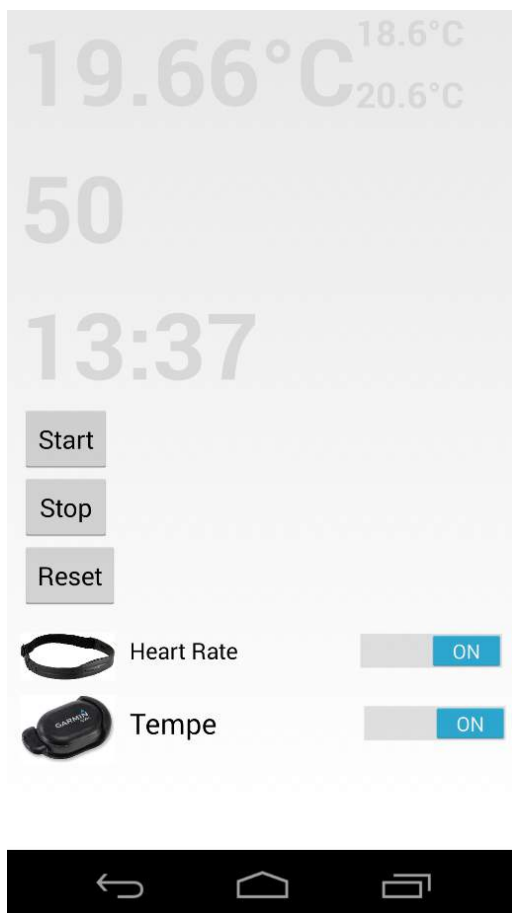 19.66°C 18.6°C
20.6°C
50
13:37
Start
Stop
Reset
Heart Rate ON
GARMIN
Tempe ON